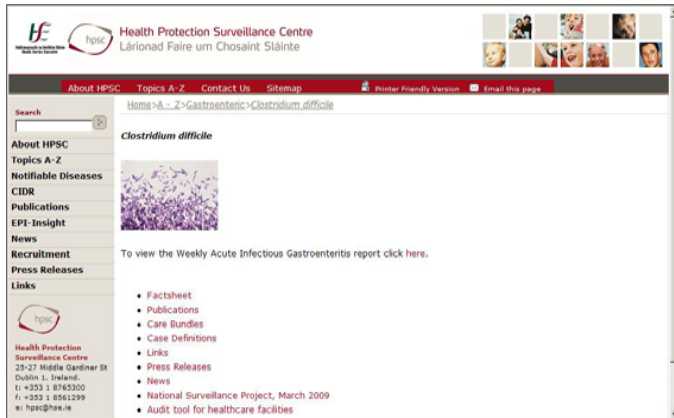 hpsc
Health Protection Surveillance Centre
Lárionad Faire um Chosaint Sláinte
About HPSC Topics A-Z Contact Us Sitemap Printer Friendly Version Email this page
Home>A - Z>Gastroenteric>Clostridium difficile
Search
Clostridium difficile
About HPSC
Topics A-Z
Notifiable Diseases
CIDR
Publications
EPI-Insight
News
Recruitment
Press Releases
Links
To view the Weekly Acute Infectious Gastroenteritis report click here.
Factsheet
Publications
Care Bundles
Case Definitions
Links
Press Releases
News
National Surveillance Project, March 2009
Audit tool for healthcare facilities
hpsc
Health Protection
Surveillance Centre
25-27 Middle Gardiner St
Dublin 1, Ireland.
t: +353 1 8765300
f: +353 1 8561299
e: hpsc@hse.ie